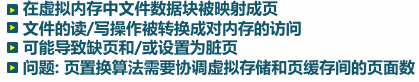 在虚拟内存中文件数据块被映射成页
文件的读/写操作被转换成对内存的访问
可能导致缺页和/或设置为脏页
问题: 页置换算法需要协调虚拟存储和页缓存间的页面数